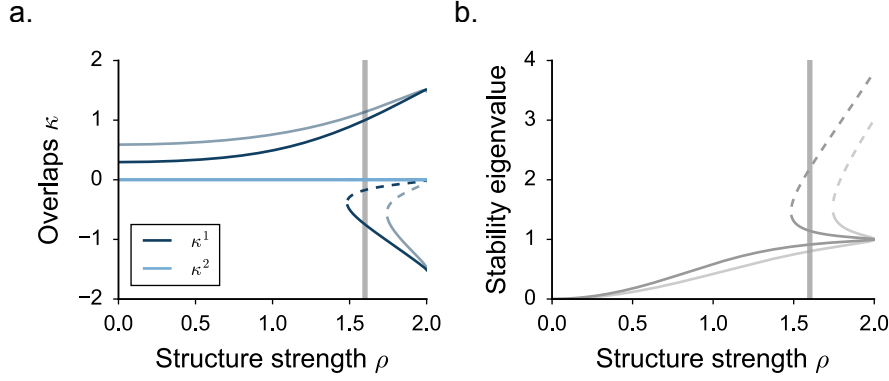 a.
2
1
0
−1
−2
Overlaps κ
κ¹
κ²
0.0 0.5 1.0 1.5 2.0
Structure strength ρ
b.
4
3
2
1
0
Stability eigenvalue
0.0 0.5 1.0 1.5 2.0
Structure strength ρ